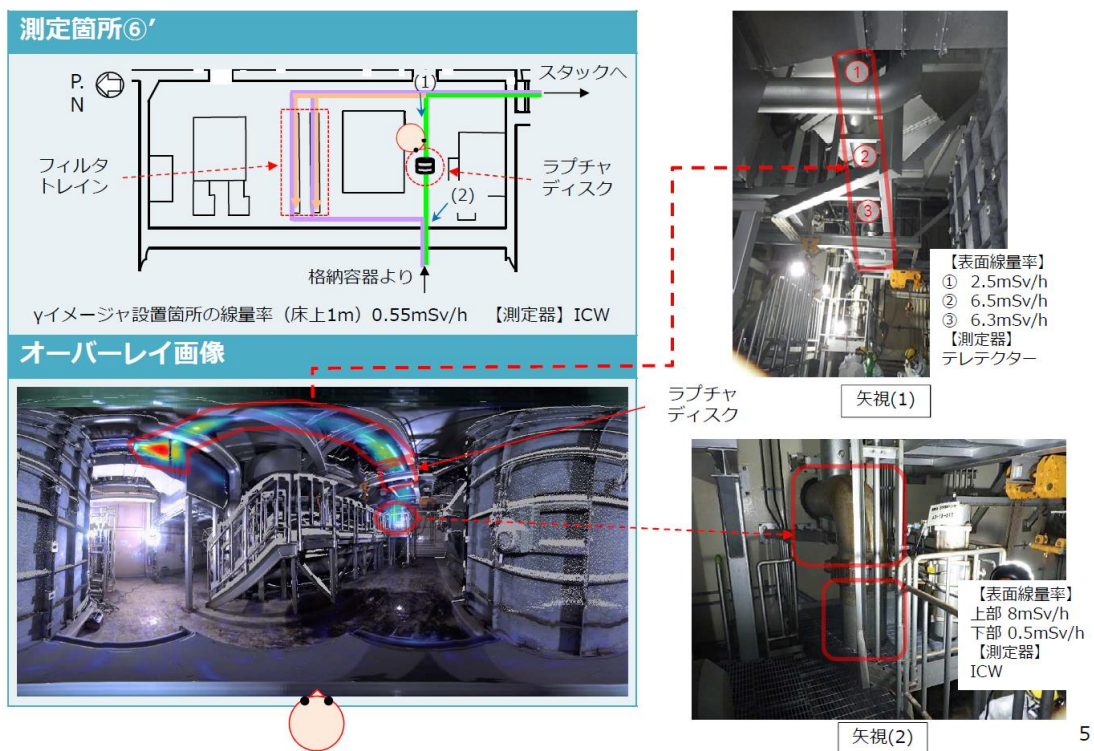 測定箇所⑥′
P.
N
(1)
スタックへ
フィルタ
トレイン
ラプチャ
ディスク
(2)
格納容器より
γイメージャ設置箇所の線量率（床上1m）0.55mSv/h 【測定器】ICW
オーバーレイ画像
ラプチャ
ディスク
①
②
③
【表面線量率】
① 2.5mSv/h
② 6.5mSv/h
③ 6.3mSv/h
【測定器】
テレテクター
矢視(1)
【表面線量率】
上部 8mSv/h
下部 0.5mSv/h
【測定器】
ICW
矢視(2)
5